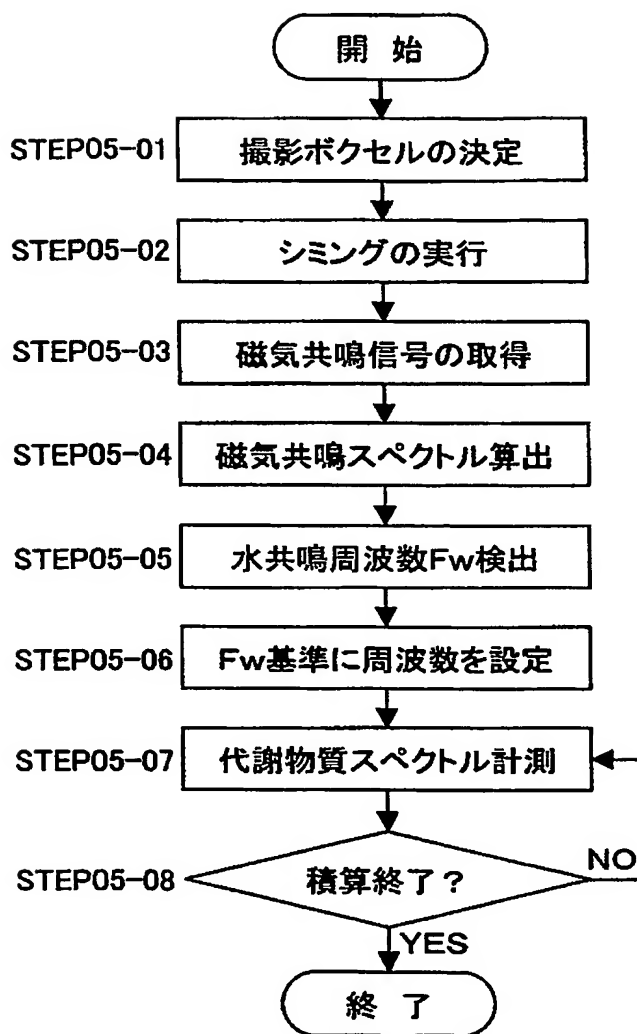 開 始
STEP05-01 撮影ボクセルの決定
STEP05-02 シミングの実行
STEP05-03 磁気共鳴信号の取得
STEP05-04 磁気共鳴スペクトル算出
STEP05-05 水共鳴周波数Fw検出
STEP05-06 Fw基準に周波数を設定
STEP05-07 代謝物質スペクトル計測
STEP05-08 積算終了? NO
YES
終 了